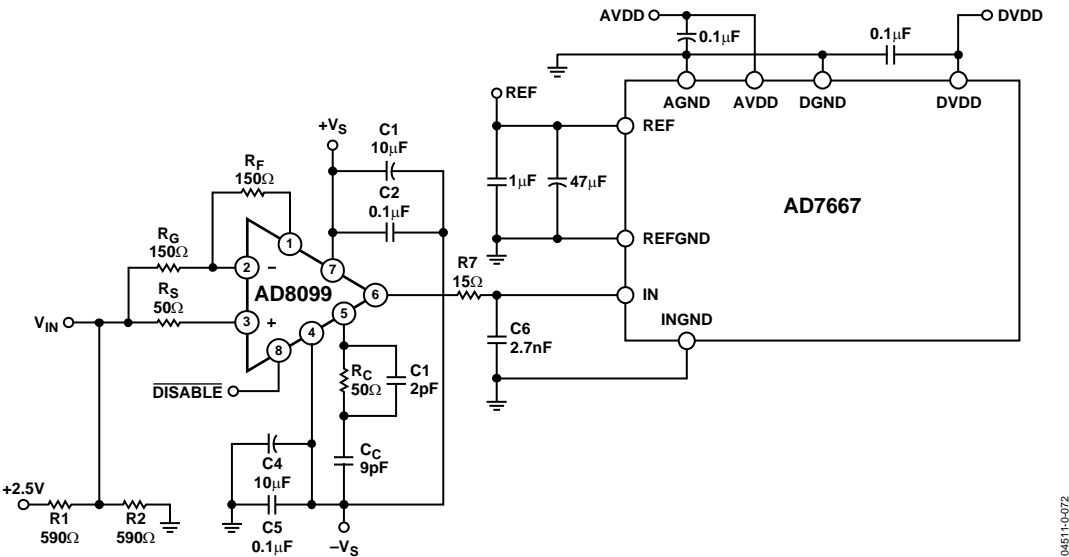 AVDD
DVDD
0.1μF
0.1μF
AGND
AVDD
DGND
DVDD
REF
REF
1μF
47μF
AD7667
REFGND
+VS
C1
10μF
C2
0.1μF
RF
150Ω
RG
150Ω
RS
50Ω
VIN
1
2
–
7
AD8099
6
3
+
5
4
8
DISABLE
R7
15Ω
IN
INGND
C6
2.7nF
RC
50Ω
C1
2pF
CC
9pF
C4
10μF
C5
0.1μF
–VS
+2.5V
R1
590Ω
R2
590Ω
04511-0-072